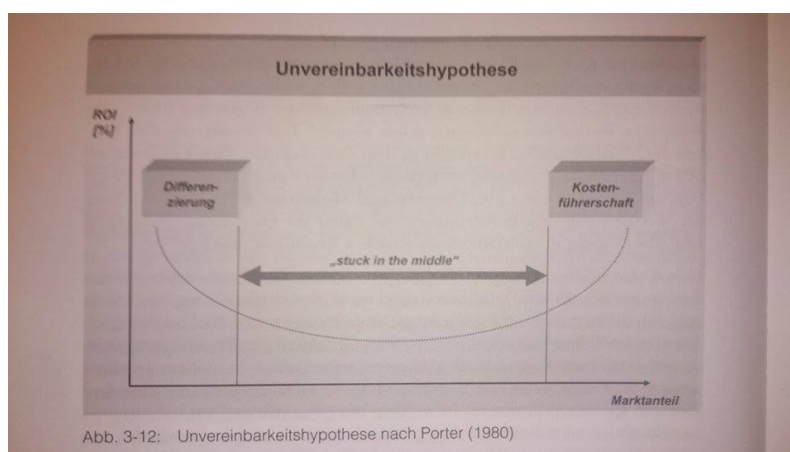 Unvereinbarkeitshypothese
ROI
[%]
Differen-
zierung
Kosten-
führerschaft
„stuck in the middle“
Marktanteil
Abb. 3-12: Unvereinbarkeitshypothese nach Porter (1980)